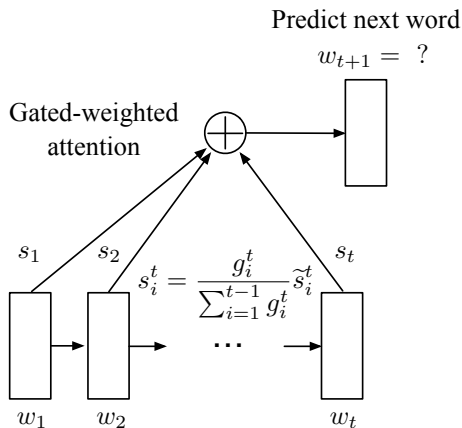 Predict next word
w_{t+1} = ?
Gated-weighted
attention
s_1 s_2 s_t
s_i^t = \frac{g_i^t}{\sum_{i=1}^{t-1} g_i^t} \widetilde{s}_i^t
...
w_1 w_2 w_t